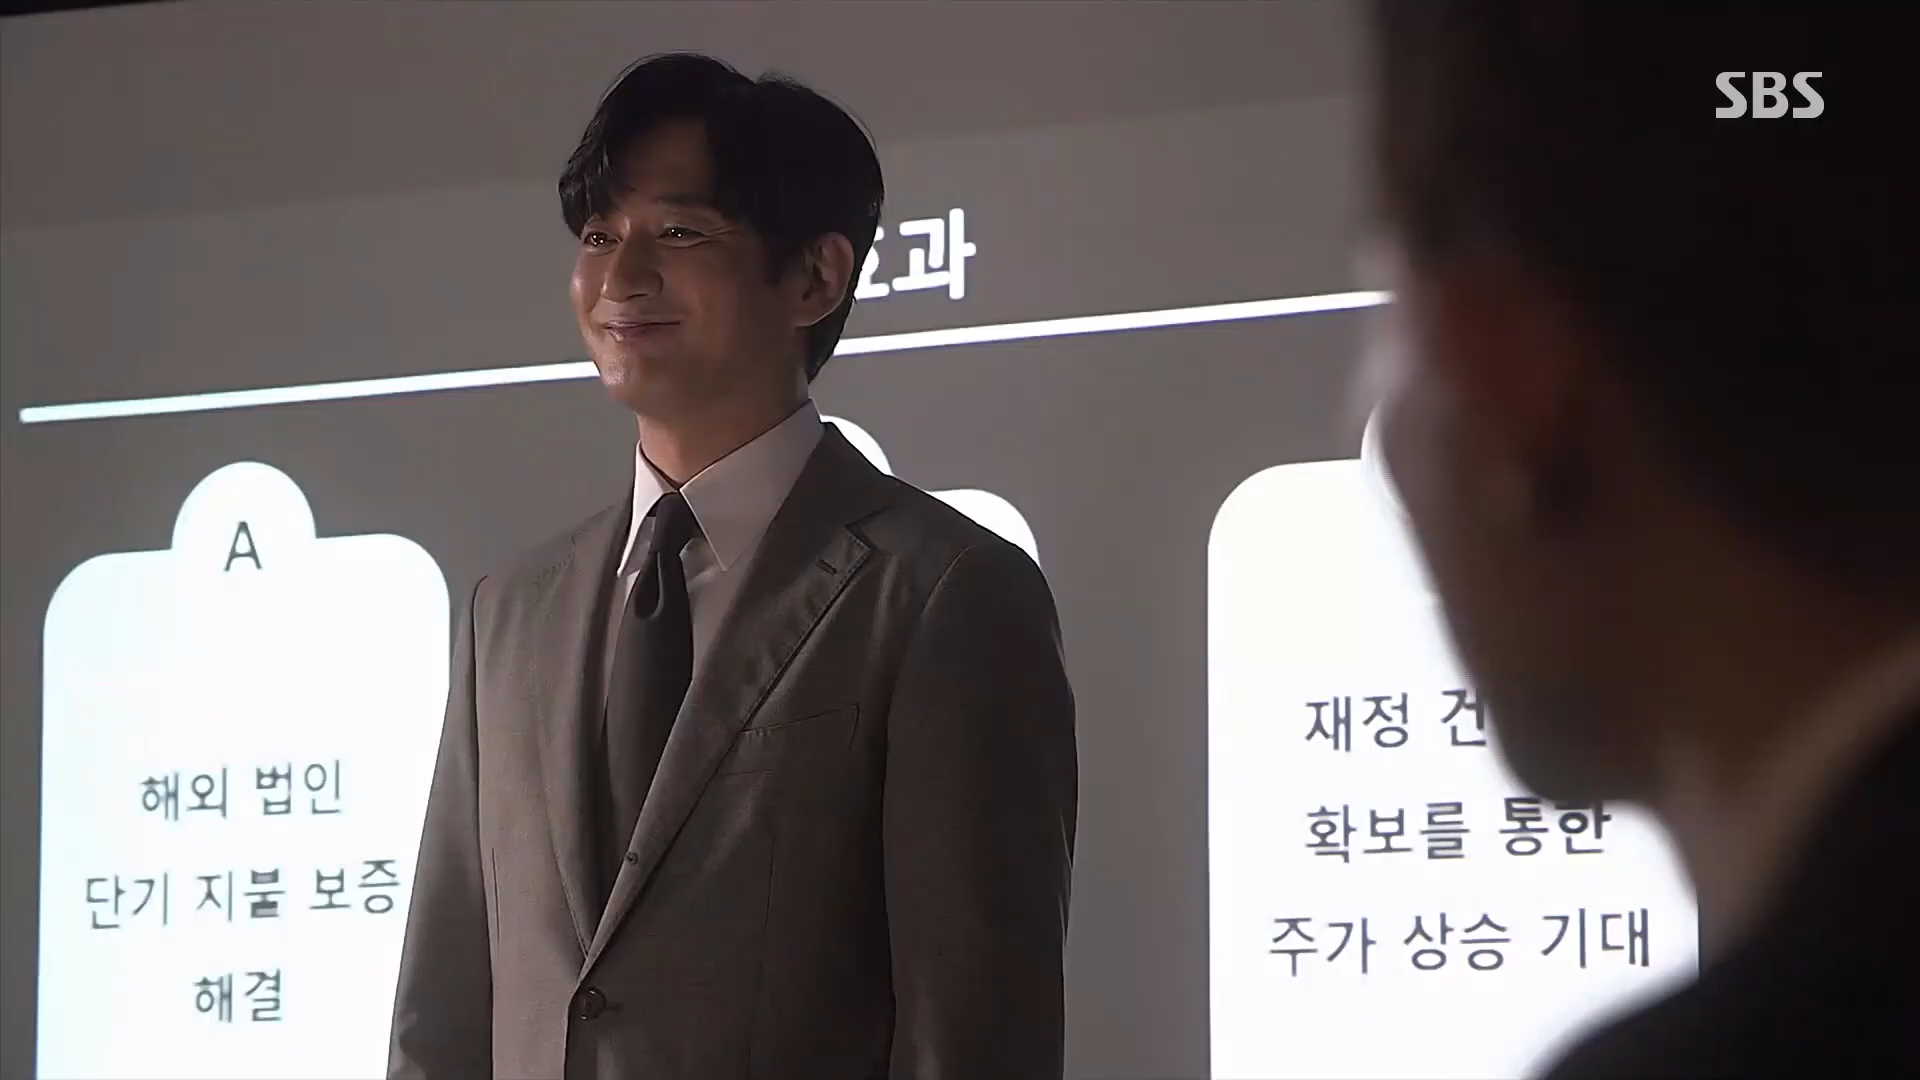 SBS
효과
A
해외 법인
단기 지불 보증
해결
재정
확보를 통한
주가 상승 기대